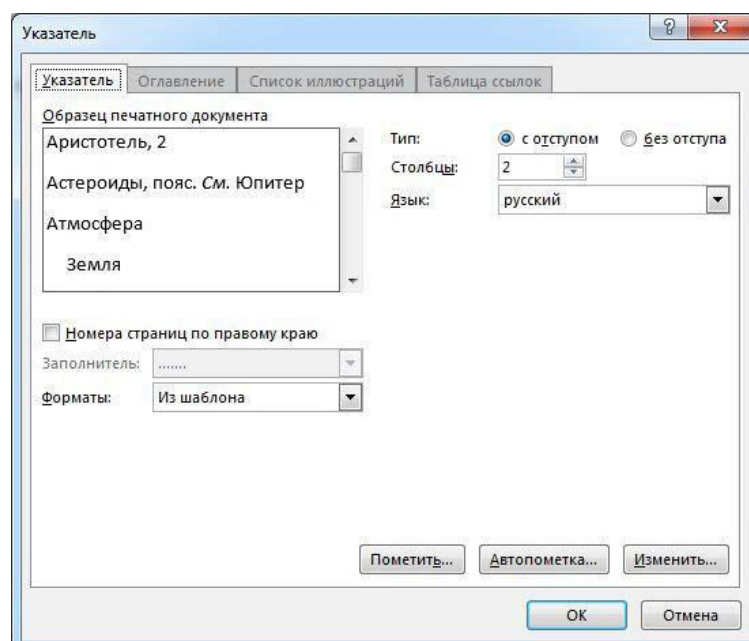 Указатель
Указатель Оглавление Список иллюстраций Таблица ссылок
Образец печатного документа
Аристотель, 2
Астероиды, пояс. См. Юпитер
Атмосфера
Земля
Тип: с отступом без отступа
Столбцы: 2
Язык: русский
Номера страниц по правому краю
Заполнитель: .......
Форматы: Из шаблона
Пометить... Автопометка... Изменить...
ОК Отмена